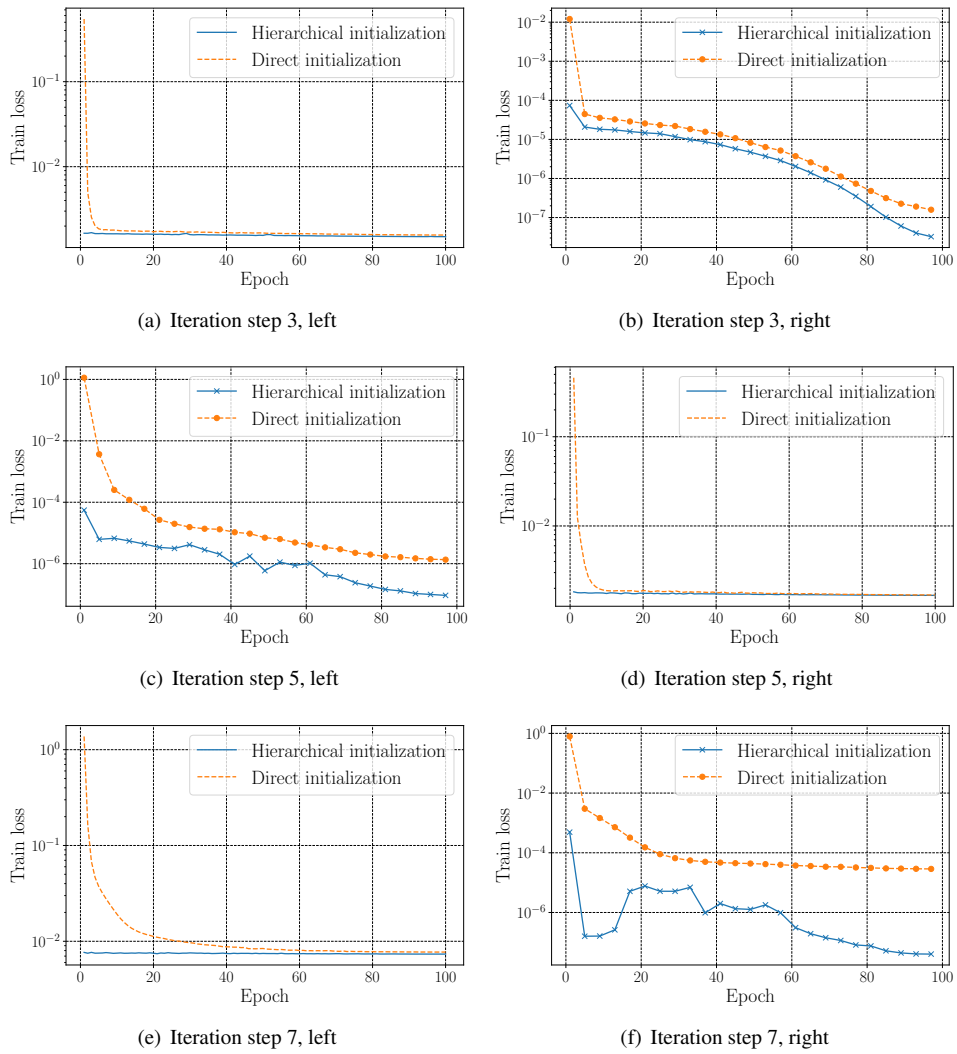 Hierarchical initialization
Direct initialization
Train loss
10⁻¹
10⁻²
0 20 40 60 80 100
Epoch
(a) Iteration step 3, left
Hierarchical initialization
Direct initialization
Train loss
10⁻²
10⁻³
10⁻⁴
10⁻⁵
10⁻⁶
10⁻⁷
0 20 40 60 80 100
Epoch
(b) Iteration step 3, right
Hierarchical initialization
Direct initialization
Train loss
10⁰
10⁻²
10⁻⁴
10⁻⁶
0 20 40 60 80 100
Epoch
(c) Iteration step 5, left
Hierarchical initialization
Direct initialization
Train loss
10⁻¹
10⁻²
0 20 40 60 80 100
Epoch
(d) Iteration step 5, right
Hierarchical initialization
Direct initialization
Train loss
10⁰
10⁻¹
10⁻²
0 20 40 60 80 100
Epoch
(e) Iteration step 7, left
Hierarchical initialization
Direct initialization
Train loss
10⁰
10⁻²
10⁻⁴
10⁻⁶
0 20 40 60 80 100
Epoch
(f) Iteration step 7, right